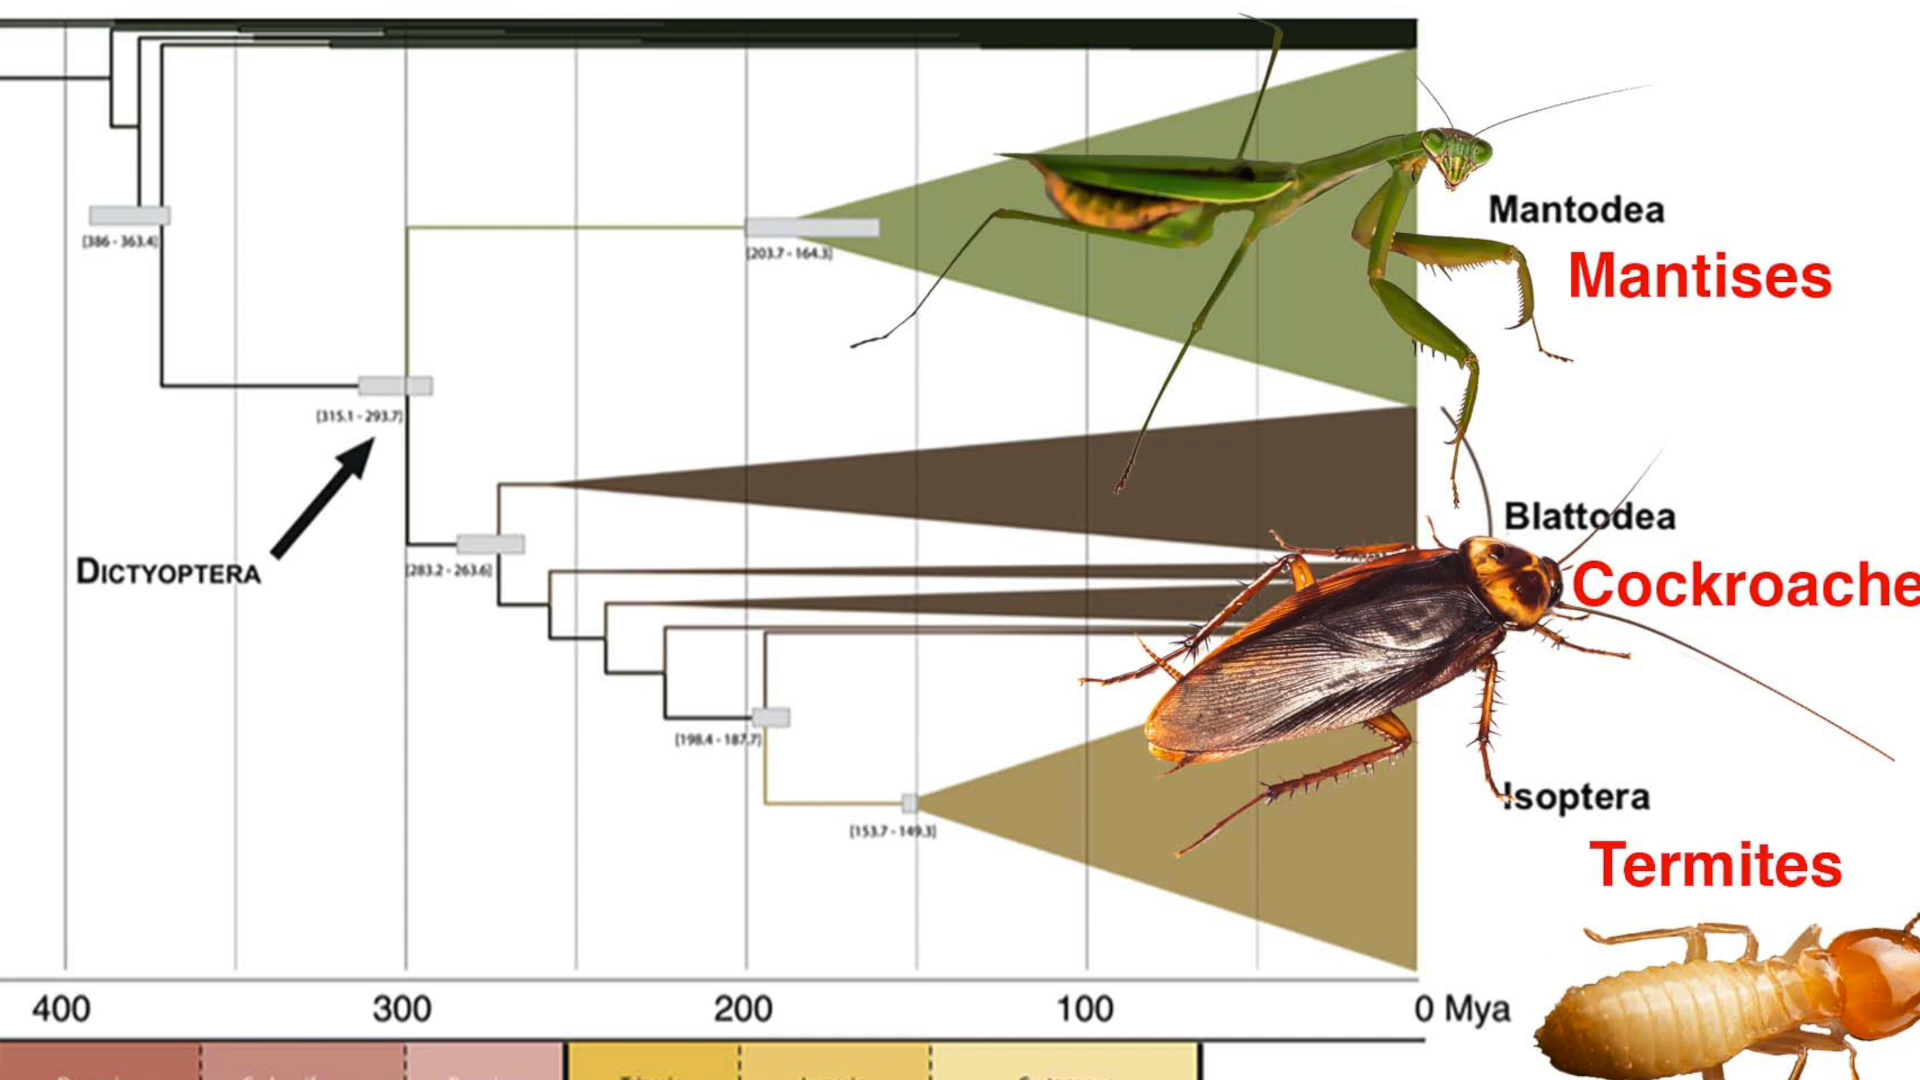 Mantodea
[386 - 363.4]
[203.7 - 164.3]
Mantises
[315.1 - 293.7]
Blattodea
DICTYOPTERA
[283.2 - 263.6]
Cockroache
[198.4 - 187.7]
Isoptera
[153.7 - 149.3]
Termites
400 300 200 100 0 Mya